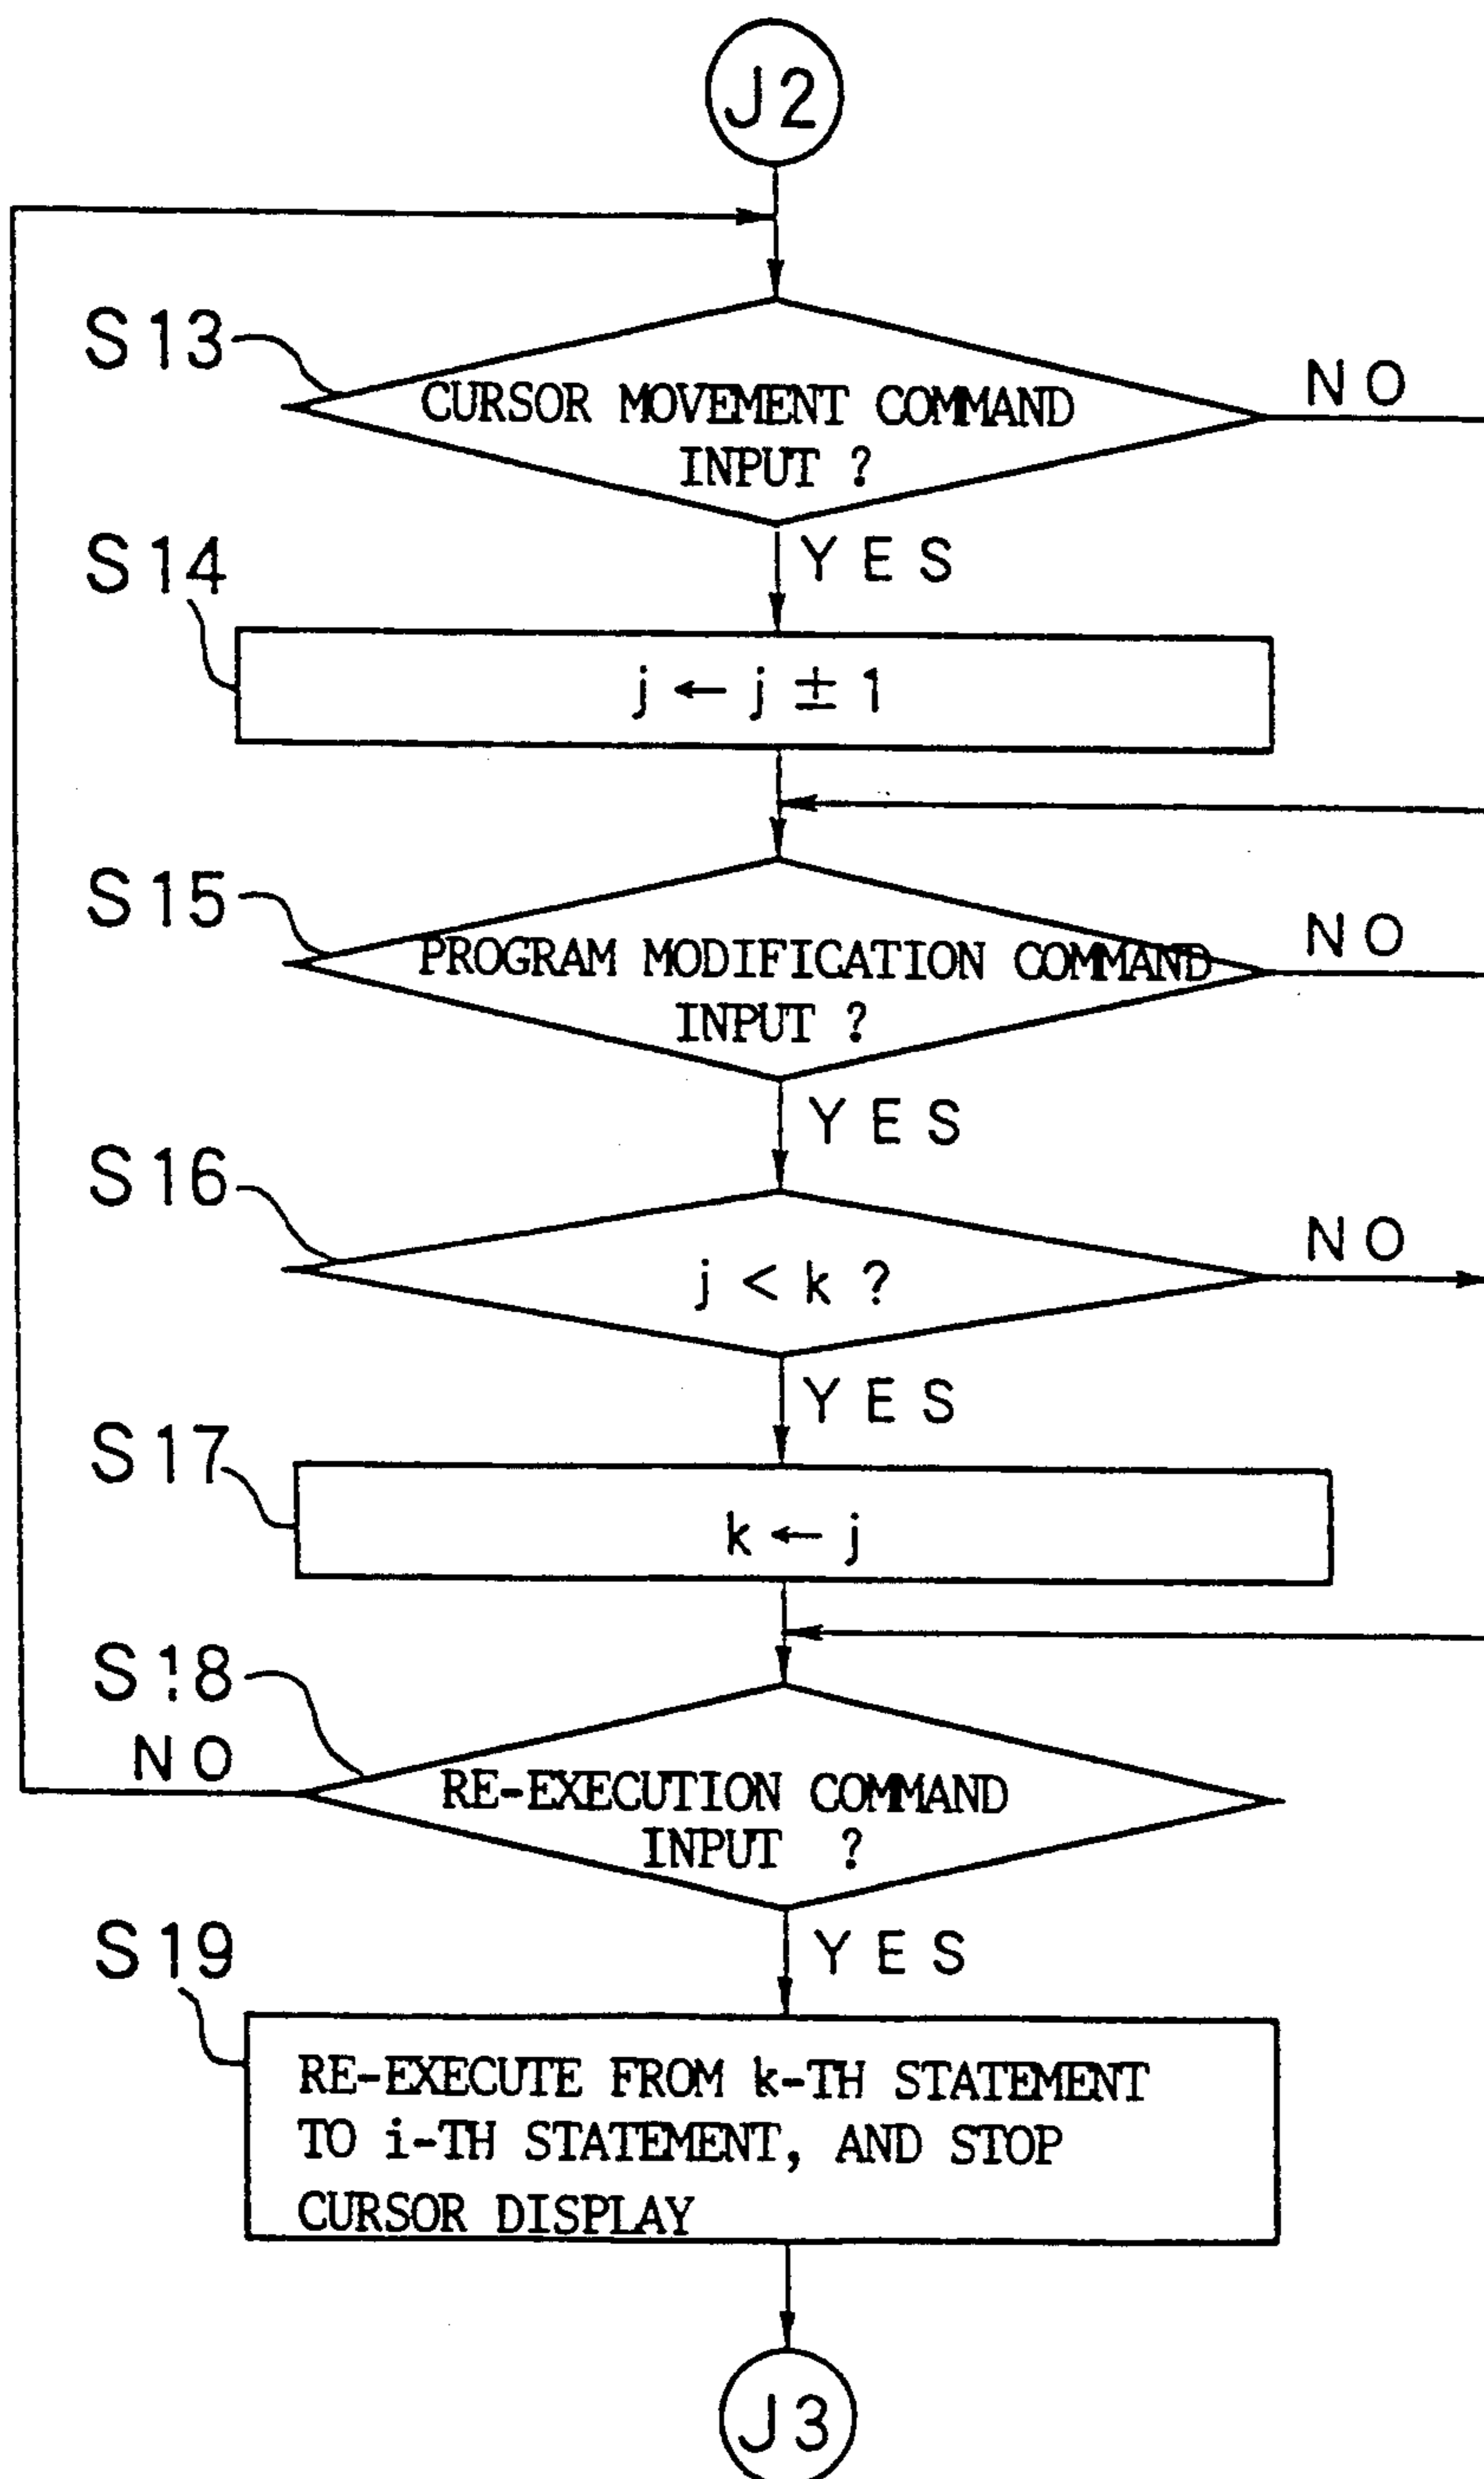 J2
S13
CURSOR MOVEMENT COMMAND
INPUT ?
NO
YES
S14
j ← j ± 1
S15
PROGRAM MODIFICATION COMMAND
INPUT ?
NO
YES
S16
j < k ?
NO
YES
S17
k ← j
S18
NO
RE-EXECUTION COMMAND
INPUT ?
YES
S19
RE-EXECUTE FROM k-TH STATEMENT
TO i-TH STATEMENT, AND STOP
CURSOR DISPLAY
J3